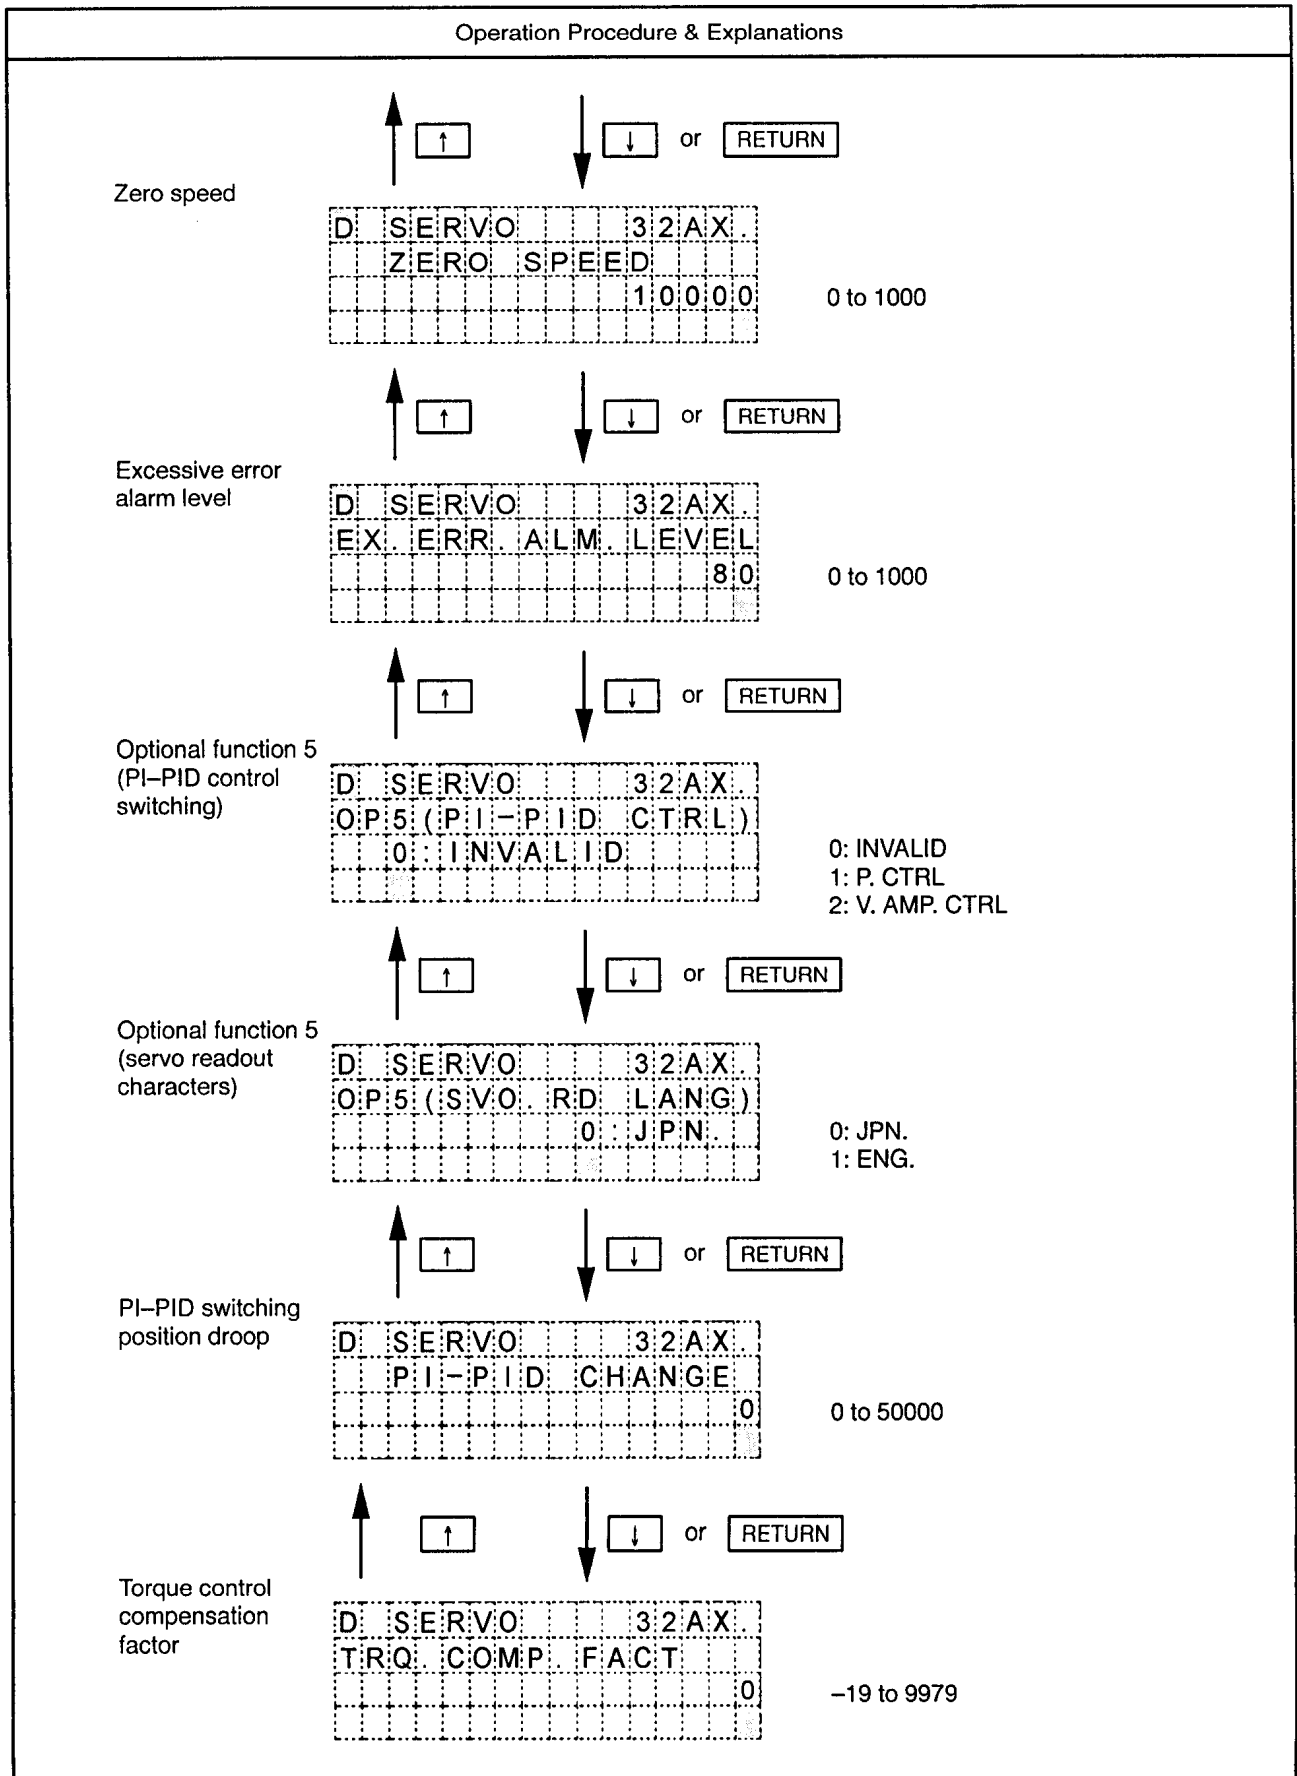 Operation Procedure & Explanations
↑ ↓ or RETURN
Zero speed
D SERVO 32AX.
ZERO SPEED
10000 0 to 1000
↑ ↓ or RETURN
Excessive error
alarm level
D SERVO 32AX.
EX. ERR. ALM. LEVEL
80 0 to 1000
↑ ↓ or RETURN
Optional function 5
(PI–PID control
switching)
D SERVO 32AX.
OP5(PI-PID CTRL)
0:INVALID
0: INVALID
1: P. CTRL
2: V. AMP. CTRL
↑ ↓ or RETURN
Optional function 5
(servo readout
characters)
D SERVO 32AX.
OP5(SVO. RD LANG)
0:JPN.
0: JPN.
1: ENG.
↑ ↓ or RETURN
PI–PID switching
position droop
D SERVO 32AX.
PI-PID CHANGE
0 0 to 50000
↑ ↓ or RETURN
Torque control
compensation
factor
D SERVO 32AX.
TRQ. COMP. FACT
0 –19 to 9979